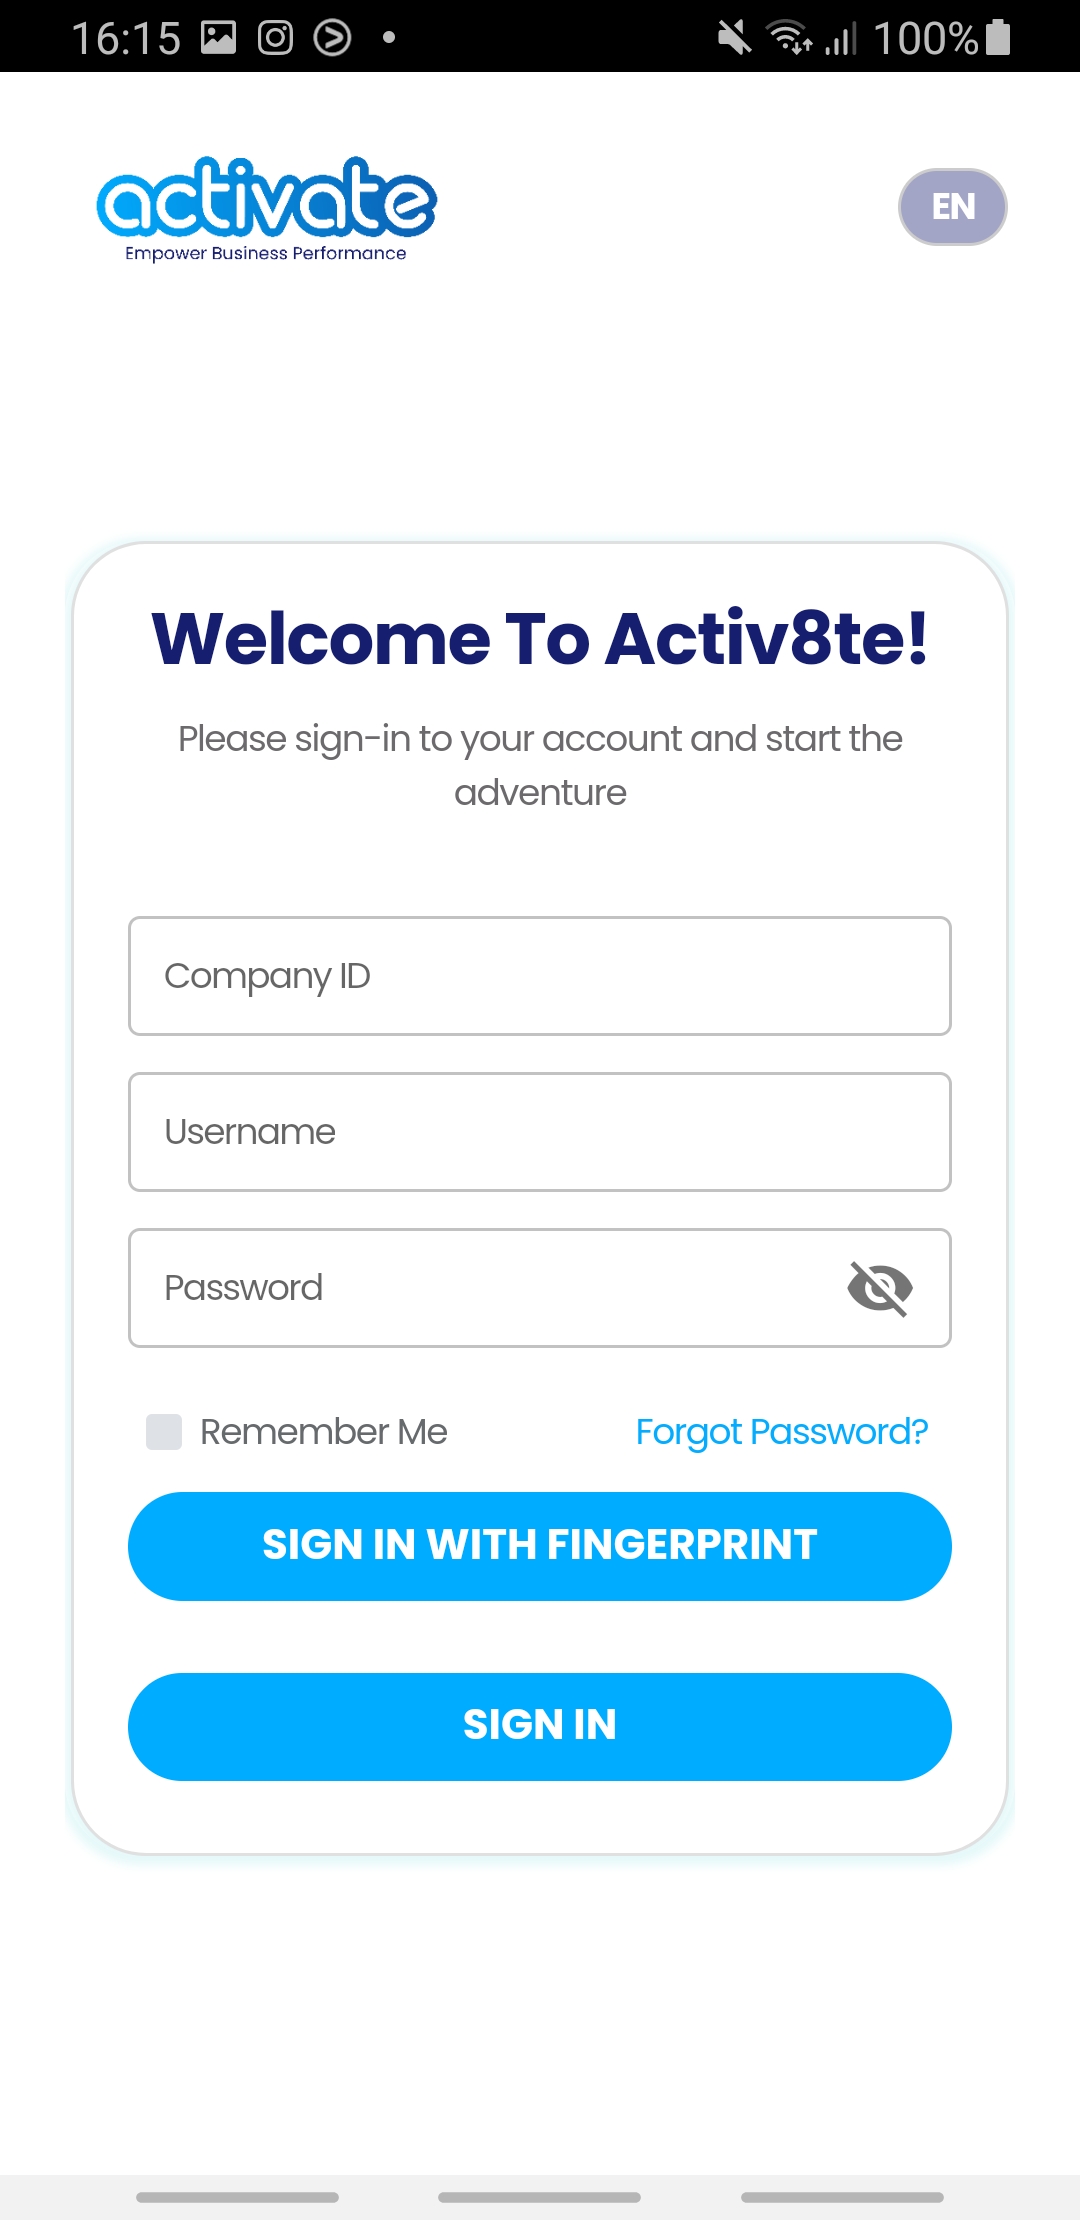 16:15
100%
activate
Empower Business Performance
EN
Welcome To Activ8te!
Please sign-in to your account and start the
adventure
Company ID
Username
Password
Remember Me
Forgot Password?
SIGN IN WITH FINGERPRINT
SIGN IN